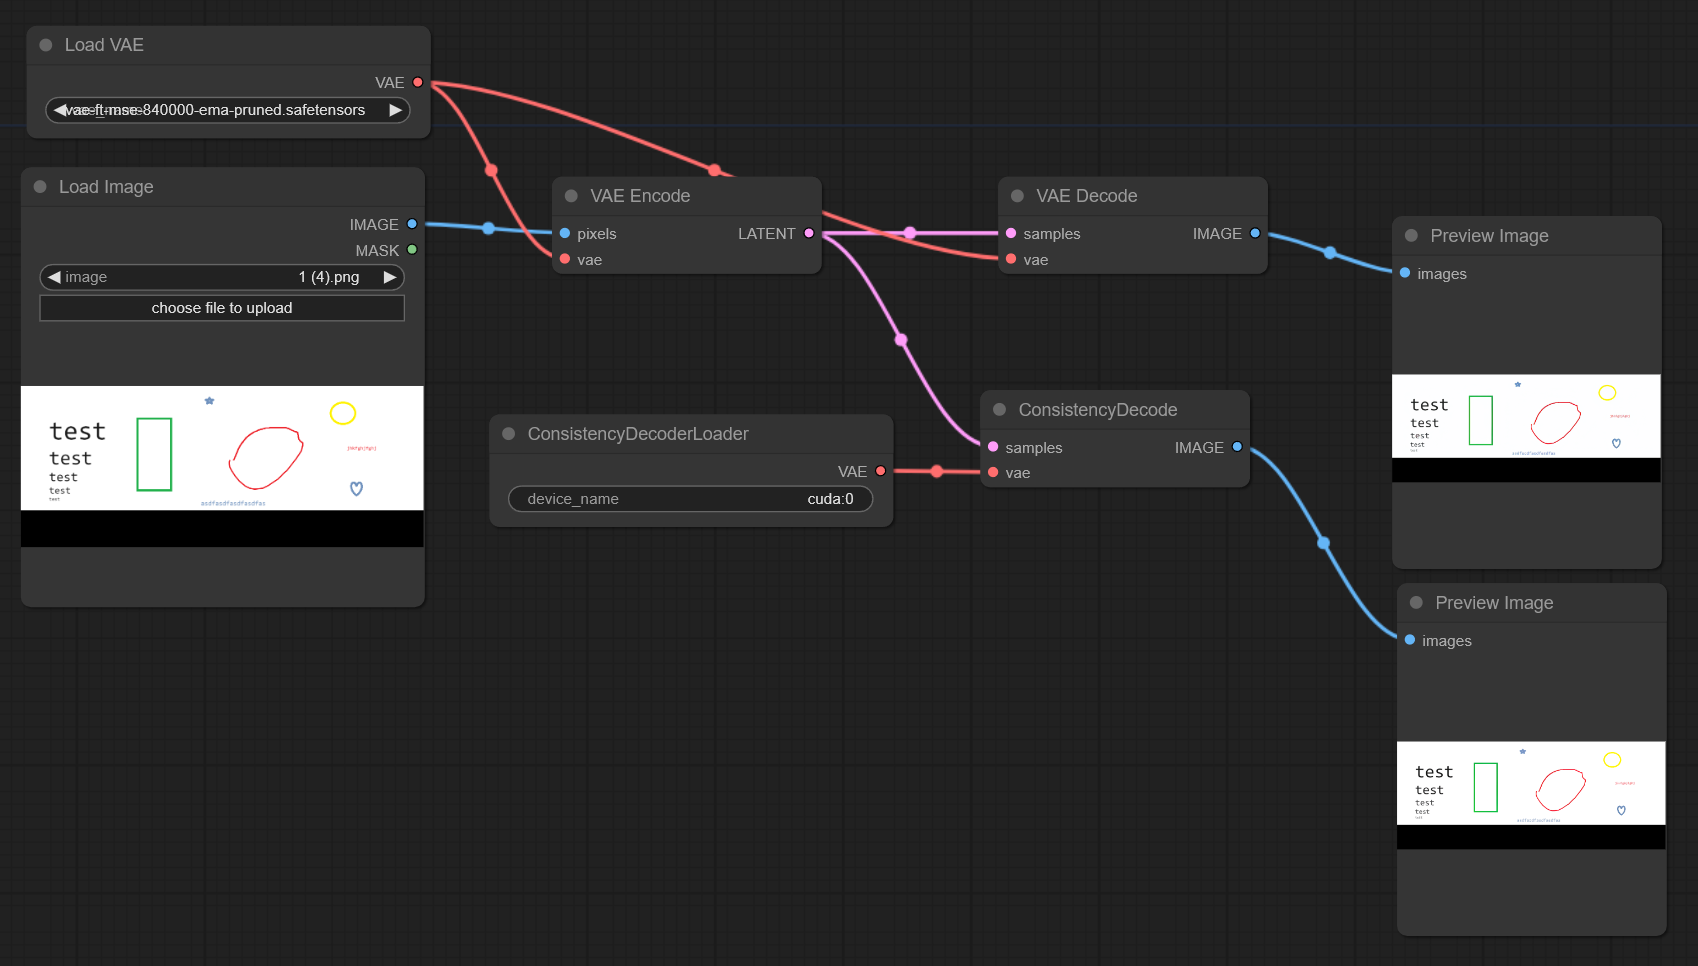 Load VAE
VAE
vae-ft-mse-840000-ema-pruned.safetensors
Load Image
IMAGE
MASK
image 1 (4).png
choose file to upload
test
test
test
test
test
asdfasdfasdfasdfas
VAE Encode
pixels LATENT
vae
VAE Decode
samples IMAGE
vae
ConsistencyDecoderLoader
VAE
device_name cuda:0
ConsistencyDecode
samples IMAGE
vae
Preview Image
images
test
test
test
test
test
asdfasdfasdfasdfas
Preview Image
images
test
test
test
test